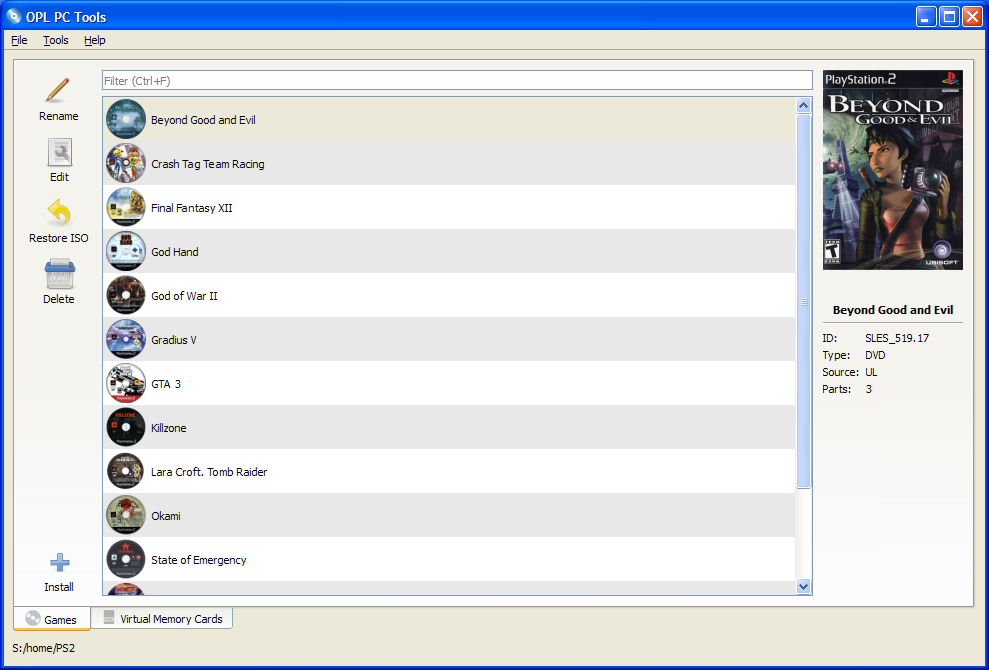 OPL PC Tools
File Tools Help
Rename
Edit
Restore ISO
Delete
Install
Filter (Ctrl+F)
Beyond Good and Evil
Crash Tag Team Racing
Final Fantasy XII
God Hand
God of War II
Gradius V
GTA 3
Killzone
Lara Croft. Tomb Raider
Okami
State of Emergency
PlayStation.2
BEYOND
GOOD & EVIL
TEEN
T
UBISOFT
Beyond Good and Evil
ID: SLES_519.17
Type: DVD
Source: UL
Parts: 3
Games Virtual Memory Cards
S:/home/PS2